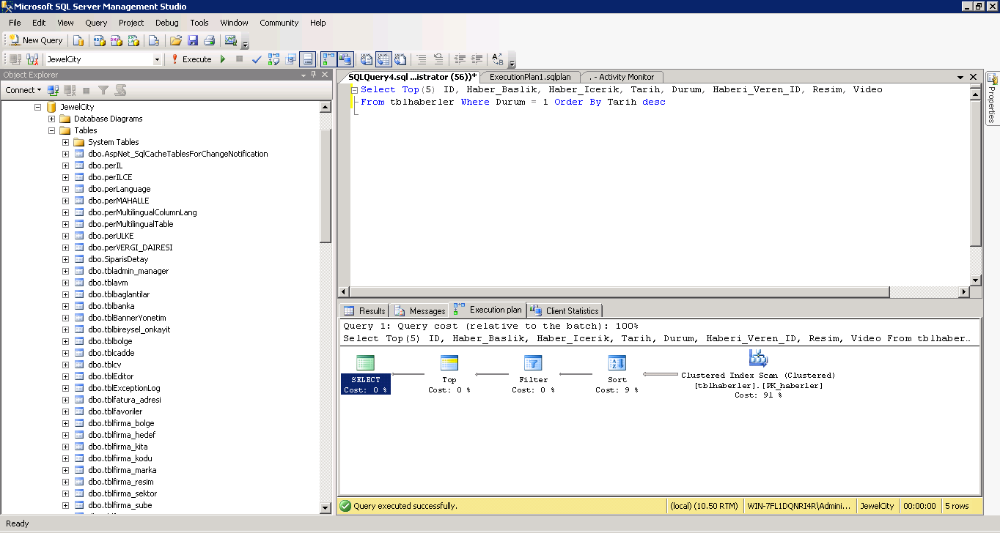 Microsoft SQL Server Management Studio
File Edit View Query Project Debug Tools Window Community Help
New Query
JewelCity Execute
Object Explorer
Connect
JewelCity
Database Diagrams
Tables
System Tables
dbo.AspNet_SqlCacheTablesForChangeNotification
dbo.perIL
dbo.perILCE
dbo.perLanguage
dbo.perMAHALLE
dbo.perMultilingualColumnLang
dbo.perMultilingualTable
dbo.perULKE
dbo.perVERGI_DAIRESI
dbo.SiparisDetay
dbo.tbladmin_manager
dbo.tblavm
dbo.tblbaglantilar
dbo.tblbanka
dbo.tblBannerYonetim
dbo.tblbireysel_onkayit
dbo.tblbolge
dbo.tblcadde
dbo.tblcv
dbo.tblEditor
dbo.tblExceptionLog
dbo.tblfatura_adresi
dbo.tblfavoriler
dbo.tblfirma_bolge
dbo.tblfirma_hedef
dbo.tblfirma_kita
dbo.tblfirma_kodu
dbo.tblfirma_marka
dbo.tblfirma_resim
dbo.tblfirma_sektor
dbo.tblfirma_sube
SQLQuery4.sql ...istrator (56))* ExecutionPlan1.sqlplan . - Activity Monitor
Select Top(5) ID, Haber_Baslik, Haber_Icerik, Tarih, Durum, Haberi_Veren_ID, Resim, Video
From tblhaberler Where Durum = 1 Order By Tarih desc
Properties
Results Messages Execution plan Client Statistics
Query 1: Query cost (relative to the batch): 100%
Select Top(5) ID, Haber_Baslik, Haber_Icerik, Tarih, Durum, Haberi_Veren_ID, Resim, Video From tblhaber...
SELECT
Cost: 0 %
Top
Cost: 0 %
Filter
Cost: 0 %
Sort
Cost: 9 %
Clustered Index Scan (Clustered)
[tblhaberler].[PK_haberler]
Cost: 91 %
Query executed successfully. (local) (10.50 RTM) WIN-7FL1DQNRI4R\Admini... JewelCity 00:00:00 5 rows
Ready